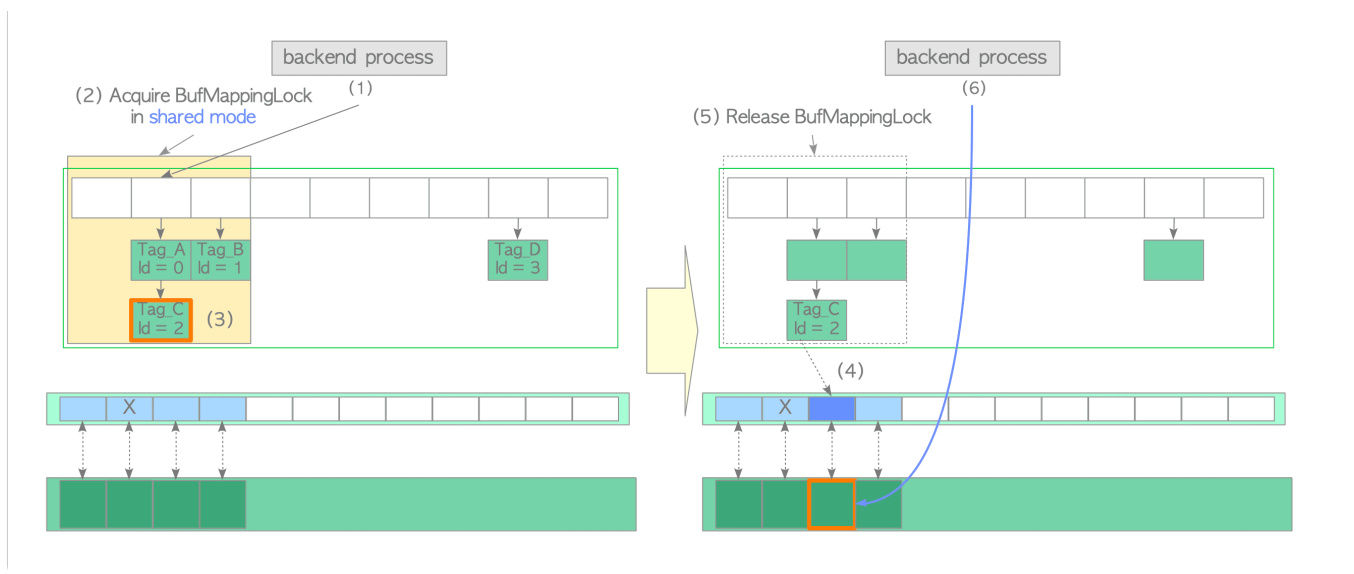 backend process
(1)
(2) Acquire BufMappingLock
in shared mode
Tag_A
Id = 0
Tag_B
Id = 1
Tag_D
Id = 3
Tag_C
Id = 2
(3)
X
backend process
(6)
(5) Release BufMappingLock
Tag_C
Id = 2
(4)
X